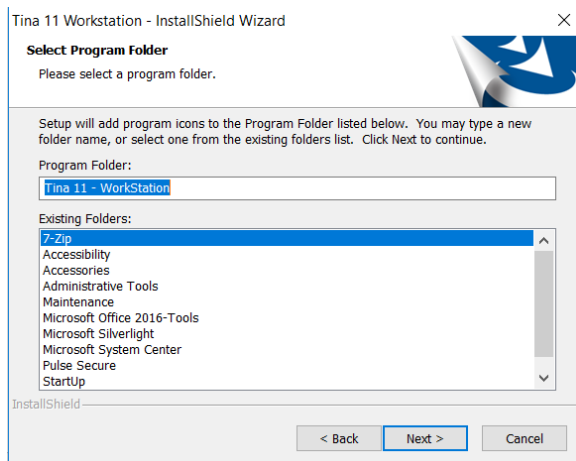 Tina 11 Workstation - InstallShield Wizard
Select Program Folder
Please select a program folder.
Setup will add program icons to the Program Folder listed below. You may type a new
folder name, or select one from the existing folders list. Click Next to continue.
Program Folder:
Tina 11 - WorkStation
Existing Folders:
7-Zip
Accessibility
Accessories
Administrative Tools
Maintenance
Microsoft Office 2016-Tools
Microsoft Silverlight
Microsoft System Center
Pulse Secure
StartUp
InstallShield
< Back Next > Cancel